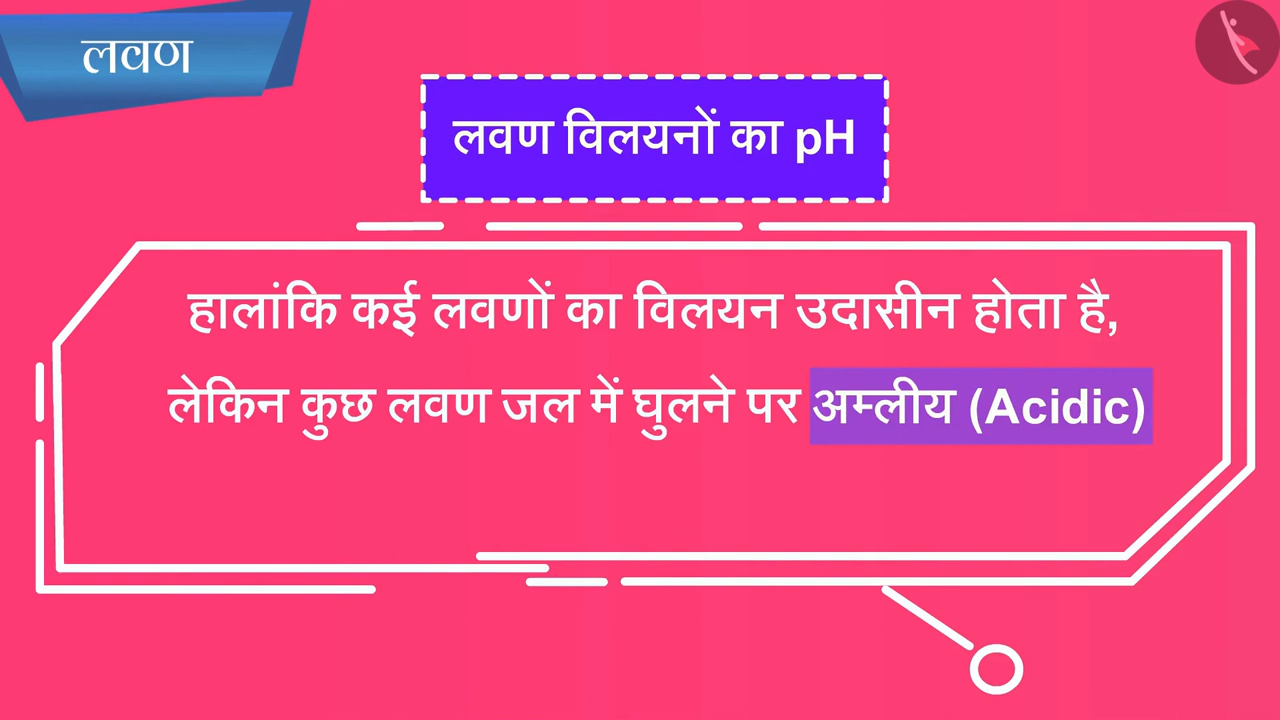 लवण
लवण विलयनों का pH
हालांकि कई लवणों का विलयन उदासीन होता है,
लेकिन कुछ लवण जल में घुलने पर अम्लीय (Acidic)